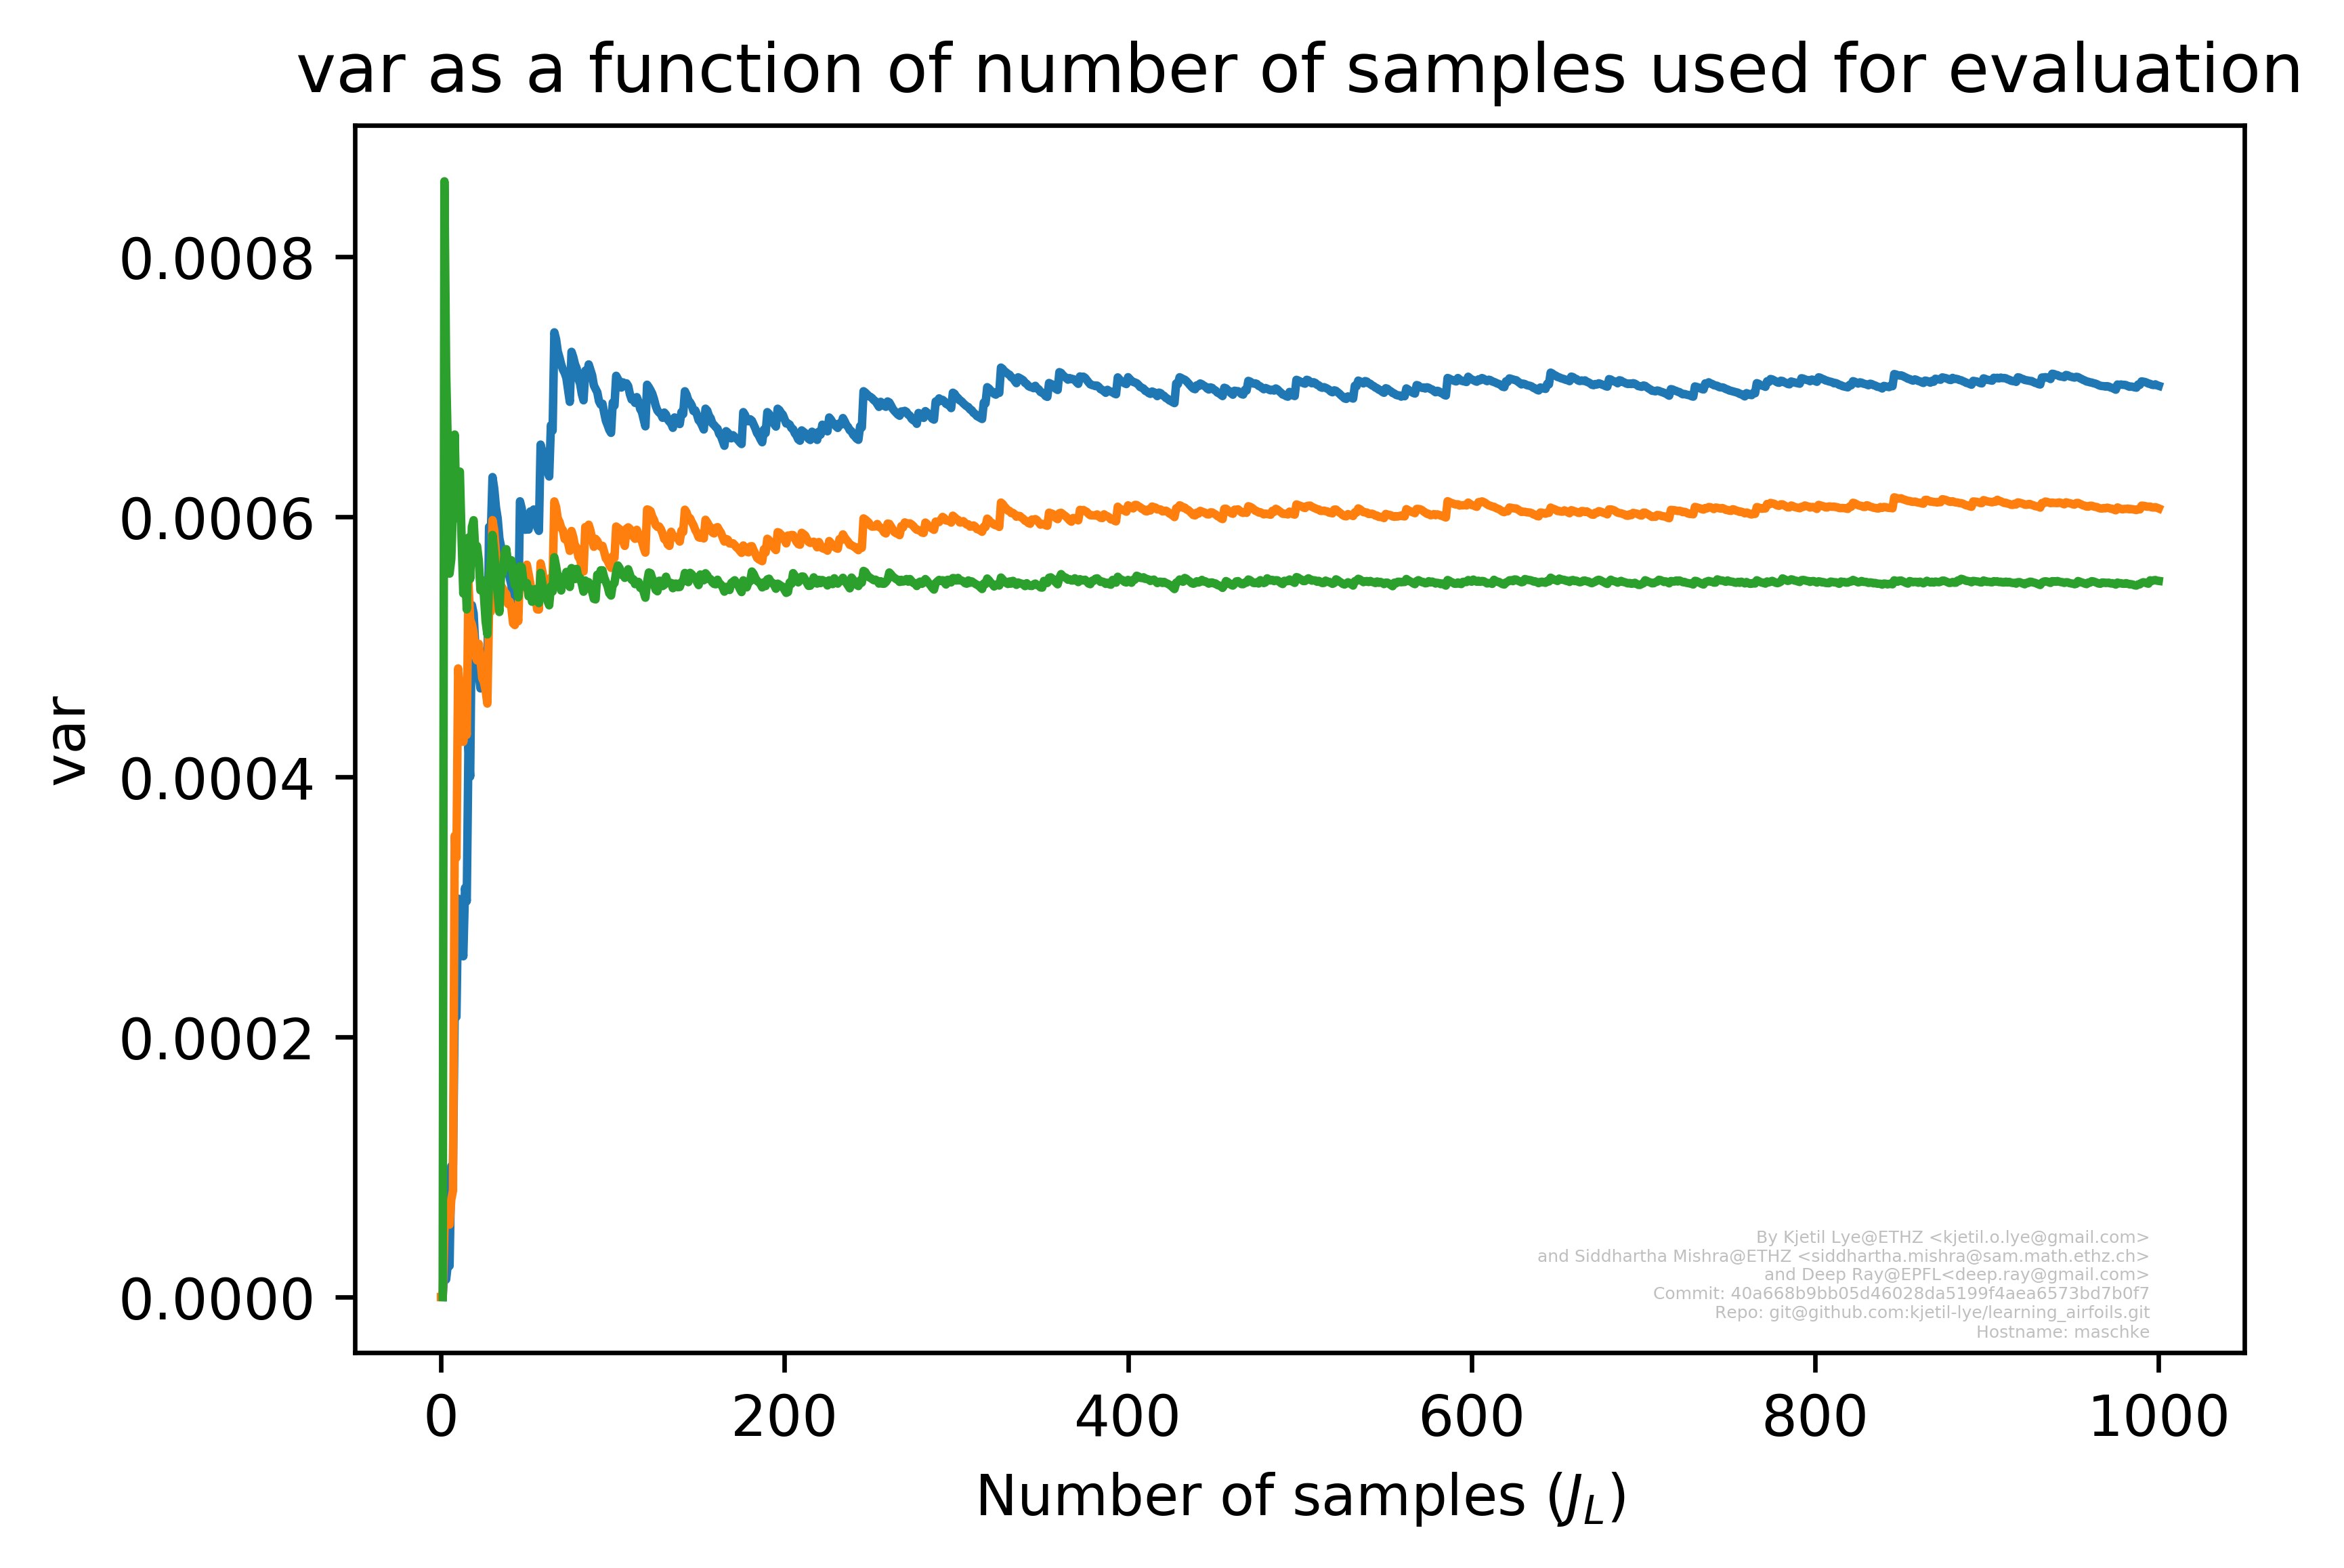 var as a function of number of samples used for evaluation
0.0008
0.0006
0.0004
0.0002
0.0000
var
0 200 400 600 800 1000
Number of samples (J_L)
By Kjetil Lye@ETHZ <kjetil.o.lye@gmail.com>
and Siddhartha Mishra@ETHZ <siddhartha.mishra@sam.math.ethz.ch>
and Deep Ray@EPFL<deep.ray@gmail.com>
Commit: 40a668b9bb05d46028da5199f4aea6573bd7b0f7
Repo: git@github.com:kjetil-lye/learning_airfoils.git
Hostname: maschke